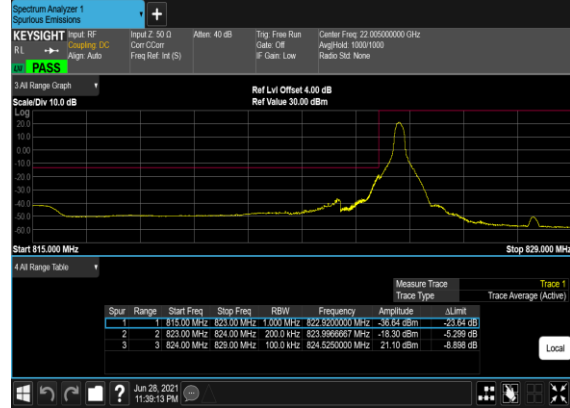 Spectrum Analyzer 1
Spurious Emissions
KEYSIGHT Input: RF Input Z: 50 Ω Atten: 40 dB Trig: Free Run Center Freq: 22.005000000 GHz
RL Coupling: DC Corr CCorr Gate: Off Avg|Hold: 1000/1000
Align: Auto Freq Ref: Int (S) IF Gain: Low Radio Std: None
PASS
3 All Range Graph
Ref Lvl Offset 4.00 dB
Scale/Div 10.0 dB Ref Value 30.00 dBm
Log
20.0
10.0
0.00
-10.0
-20.0
-30.0
-40.0
-50.0
-60.0
Start 815.000 MHz Stop 829.000 MHz
4 All Range Table
Measure Trace Trace 1
Trace Type Trace Average (Active)
Spur Range Start Freq Stop Freq RBW Frequency Amplitude ΔLimit
1 1 815.00 MHz 823.00 MHz 1.000 MHz 822.9200000 MHz -36.64 dBm -23.64 dB
2 2 823.00 MHz 824.00 MHz 200.0 kHz 823.9966667 MHz -18.30 dBm -5.299 dB
3 3 824.00 MHz 829.00 MHz 100.0 kHz 824.5250000 MHz 21.10 dBm -8.898 dB
Local
? Jun 28, 2021
11:39:13 PM